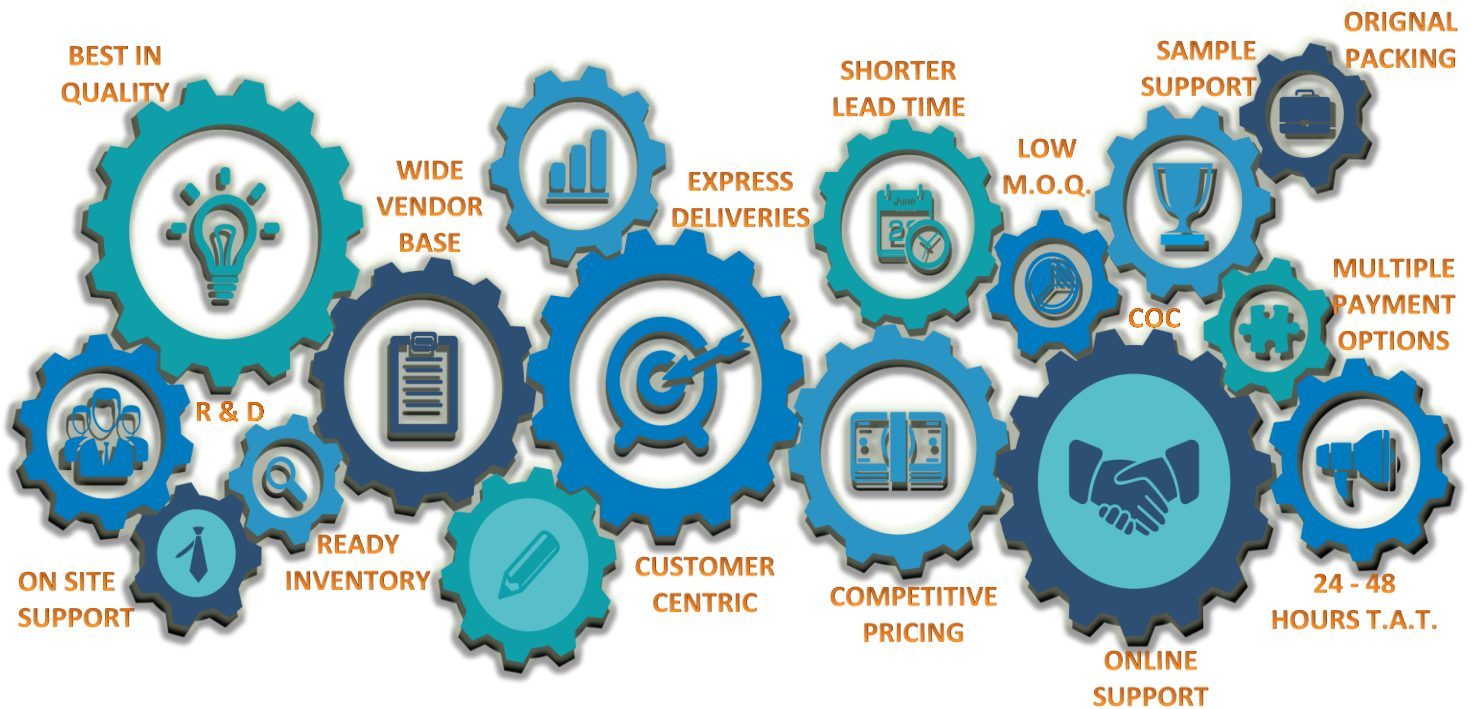 BEST IN
QUALITY
WIDE
VENDOR
BASE
EXPRESS
DELIVERIES
SHORTER
LEAD TIME
June
LOW
M.O.Q.
SAMPLE
SUPPORT
ORIGNAL
PACKING
COC
MULTIPLE
PAYMENT
OPTIONS
R & D
ON SITE
SUPPORT
READY
INVENTORY
CUSTOMER
CENTRIC
COMPETITIVE
PRICING
ONLINE
SUPPORT
24 - 48
HOURS T.A.T.